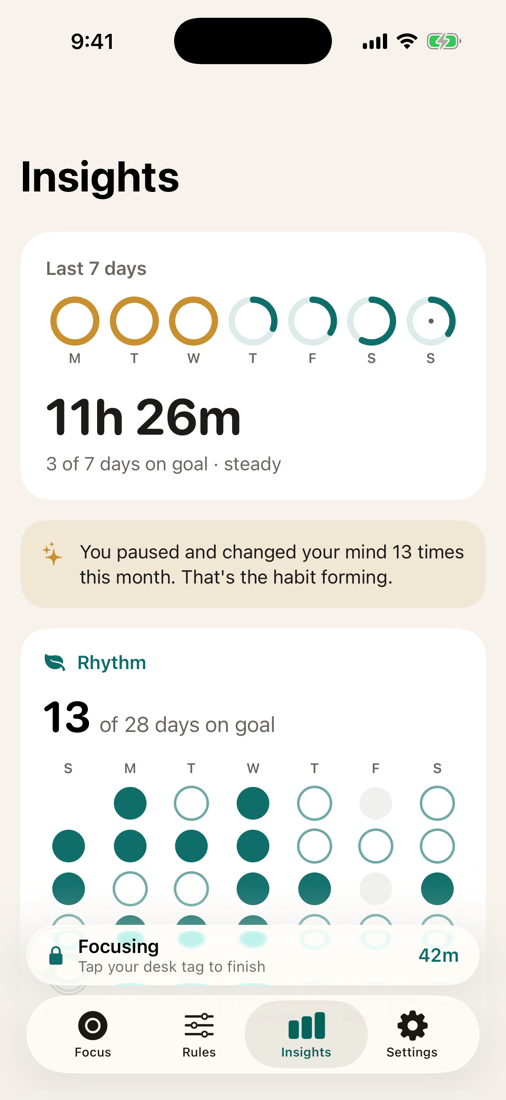 9:41
Insights
Last 7 days
M T W T F S S
11h 26m
3 of 7 days on goal · steady
You paused and changed your mind 13 times
this month. That's the habit forming.
Rhythm
13 of 28 days on goal
S M T W T F S
Focusing
Tap your desk tag to finish
42m
Focus Rules Insights Settings